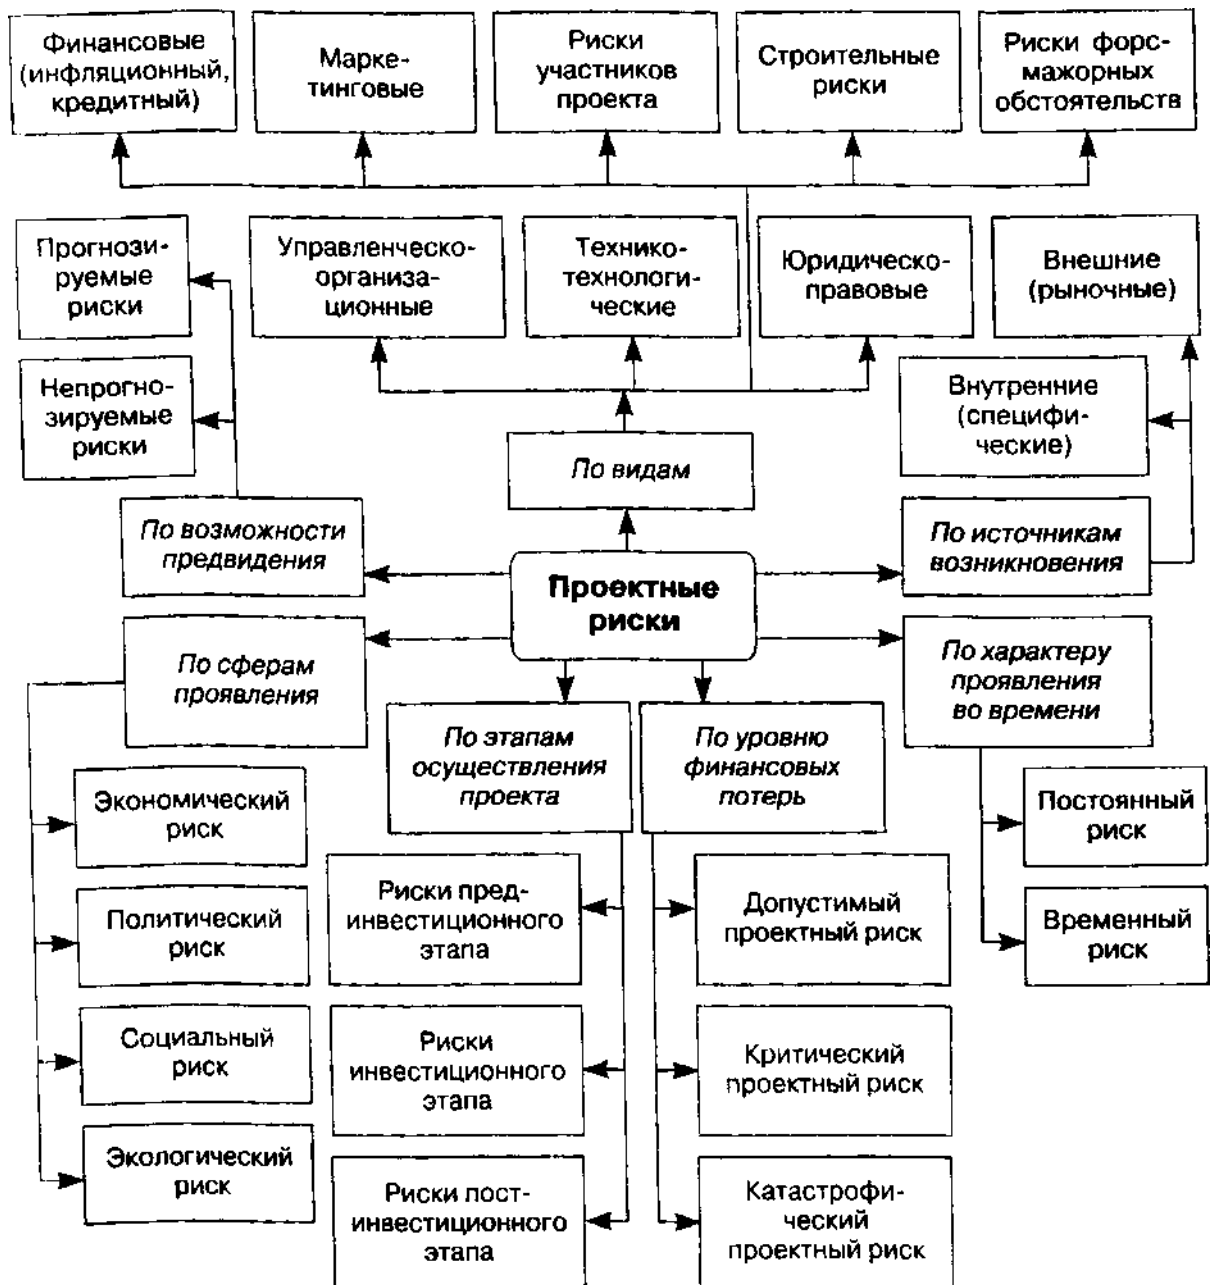 Финансовые
(инфляционный,
кредитный)
Марке-
тинговые
Риски
участников
проекта
Строительные
риски
Риски форс-
мажорных
обстоятельств
Прогнози-
руемые
риски
Управленческо-
организа-
ционные
Технико-
технологи-
ческие
Юридическо-
правовые
Внешние
(рыночные)
Непрогно-
зируемые
риски
Внутренние
(специфи-
ческие)
По видам
По возможности
предвидения
По источникам
возникновения
Проектные
риски
По сферам
проявления
По характеру
проявления
во времени
По этапам
осуществления
проекта
По уровню
финансовых
потерь
Экономический
риск
Постоянный
риск
Риски пред-
инвестиционного
этапа
Допустимый
проектный риск
Политический
риск
Временный
риск
Социальный
риск
Риски
инвестиционного
этапа
Критический
проектный риск
Экологический
риск
Риски пост-
инвестиционного
этапа
Катастрофи-
ческий
проектный риск